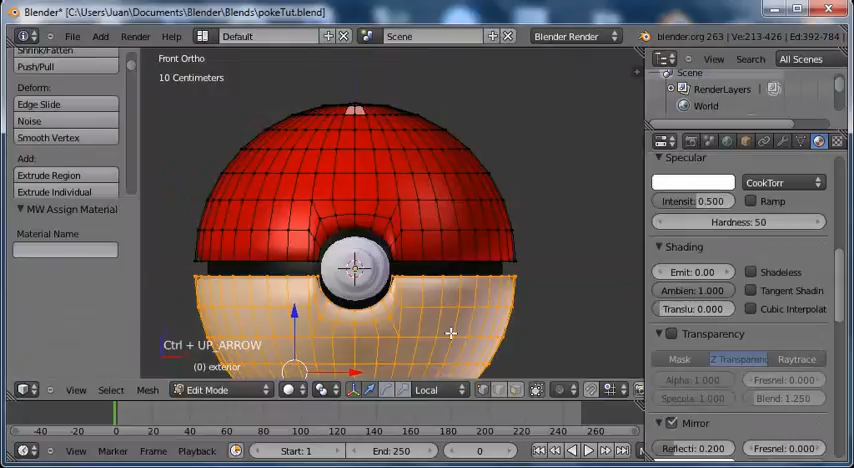 Blender* [C:\Users\Juan\Documents\Blender\Blends\pokeTut.blend]
File Add Render Help Default Scene Blender Render blender.org 263 | Ve:213-426 | Ed:392-784 |
Shrink/Fatten
Push/Pull
Deform:
Edge Slide
Noise
Smooth Vertex
Add:
Extrude Region
Extrude Individual
MW Assign Material
Material Name
Front Ortho
10 Centimeters
Ctrl + UP_ARROW
(0) exterior
View Search All Scenes
Scene
RenderLayers
World
Specular
CookTorr
Intensit: 0.500 Ramp
Hardness: 50
Shading
Emit: 0.00 Shadeless
Ambien: 1.000 Tangent Shadin
Translu: 0.000 Cubic Interpolat
Transparency
Mask Z Transparenc Raytrace
Alpha: 1.000 Fresnel: 0.000
Specula: 1.000 Blend: 1.250
Mirror
Reflecti: 0.200 Fresnel: 0.000
View Select Mesh Edit Mode Local
-40 -20 0 20 40 60 80 100 120 140 160 180 200 220 240 260 280
View Marker Frame Playback Start: 1 End: 250 0